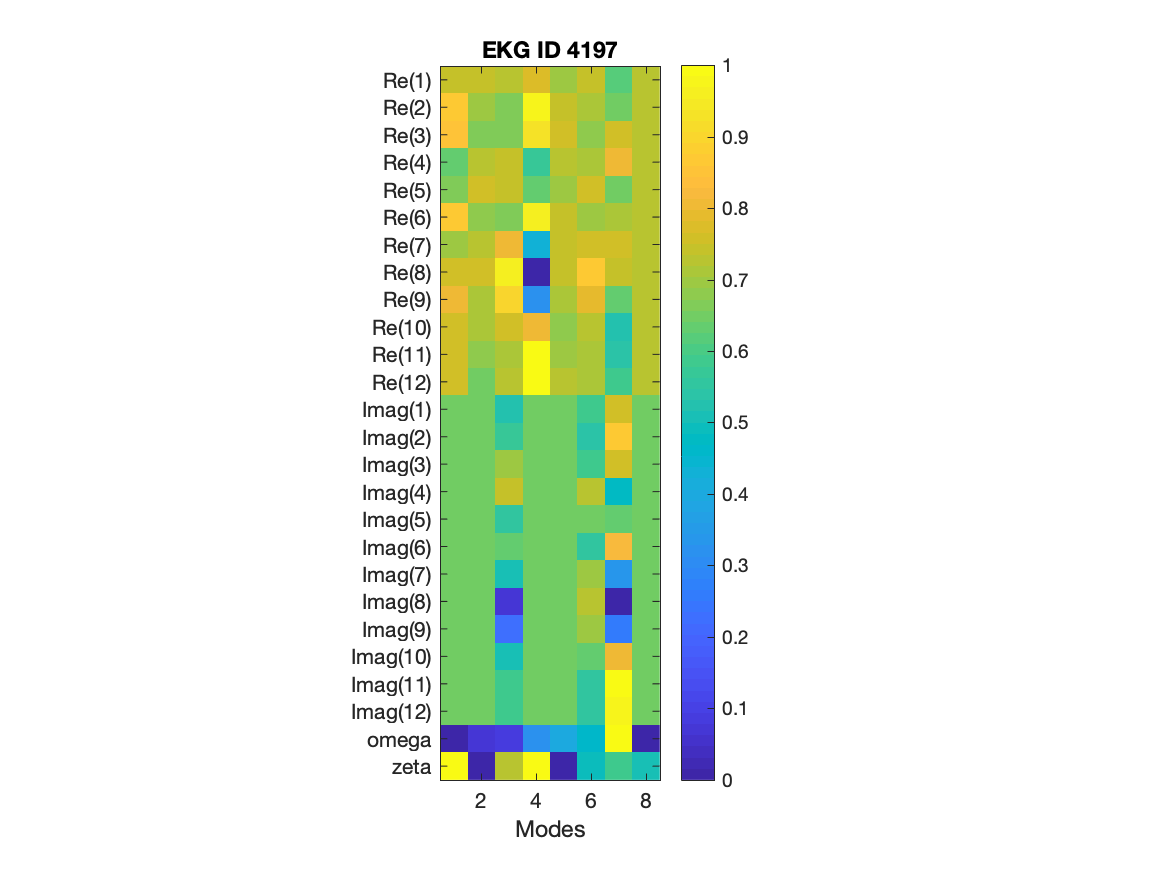 EKG ID 4197
Re(1)
Re(2)
Re(3)
Re(4)
Re(5)
Re(6)
Re(7)
Re(8)
Re(9)
Re(10)
Re(11)
Re(12)
Imag(1)
Imag(2)
Imag(3)
Imag(4)
Imag(5)
Imag(6)
Imag(7)
Imag(8)
Imag(9)
Imag(10)
Imag(11)
Imag(12)
omega
zeta
2 4 6 8
Modes
1
0.9
0.8
0.7
0.6
0.5
0.4
0.3
0.2
0.1
0